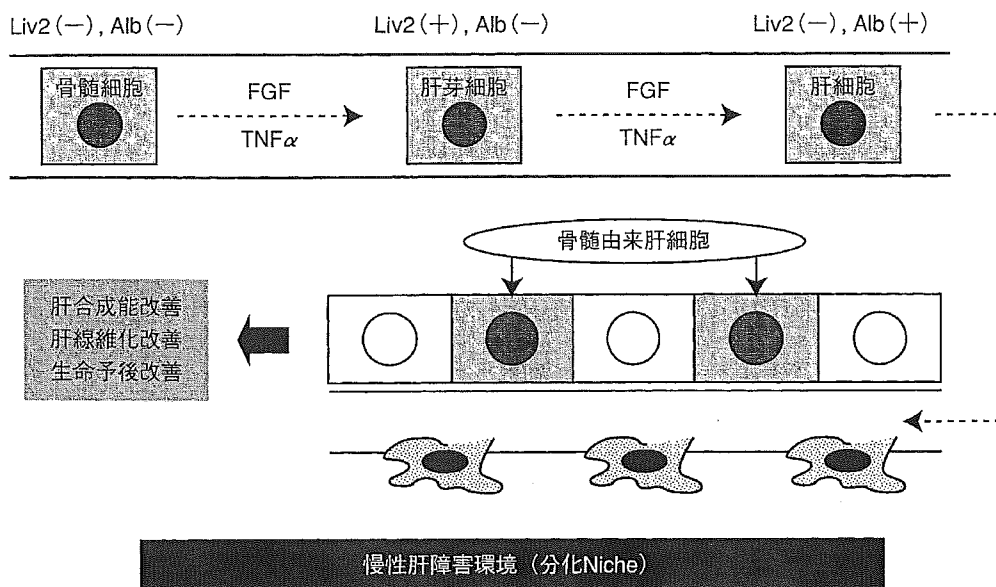 Liv2(−), Alb(−)
Liv2(+), Alb(−)
Liv2(−), Alb(+)
骨髄細胞
FGF
TNFα
肝芽細胞
FGF
TNFα
肝細胞
骨髄由来肝細胞
肝合成能改善
肝線維化改善
生命予後改善
慢性肝障害環境（分化Niche）